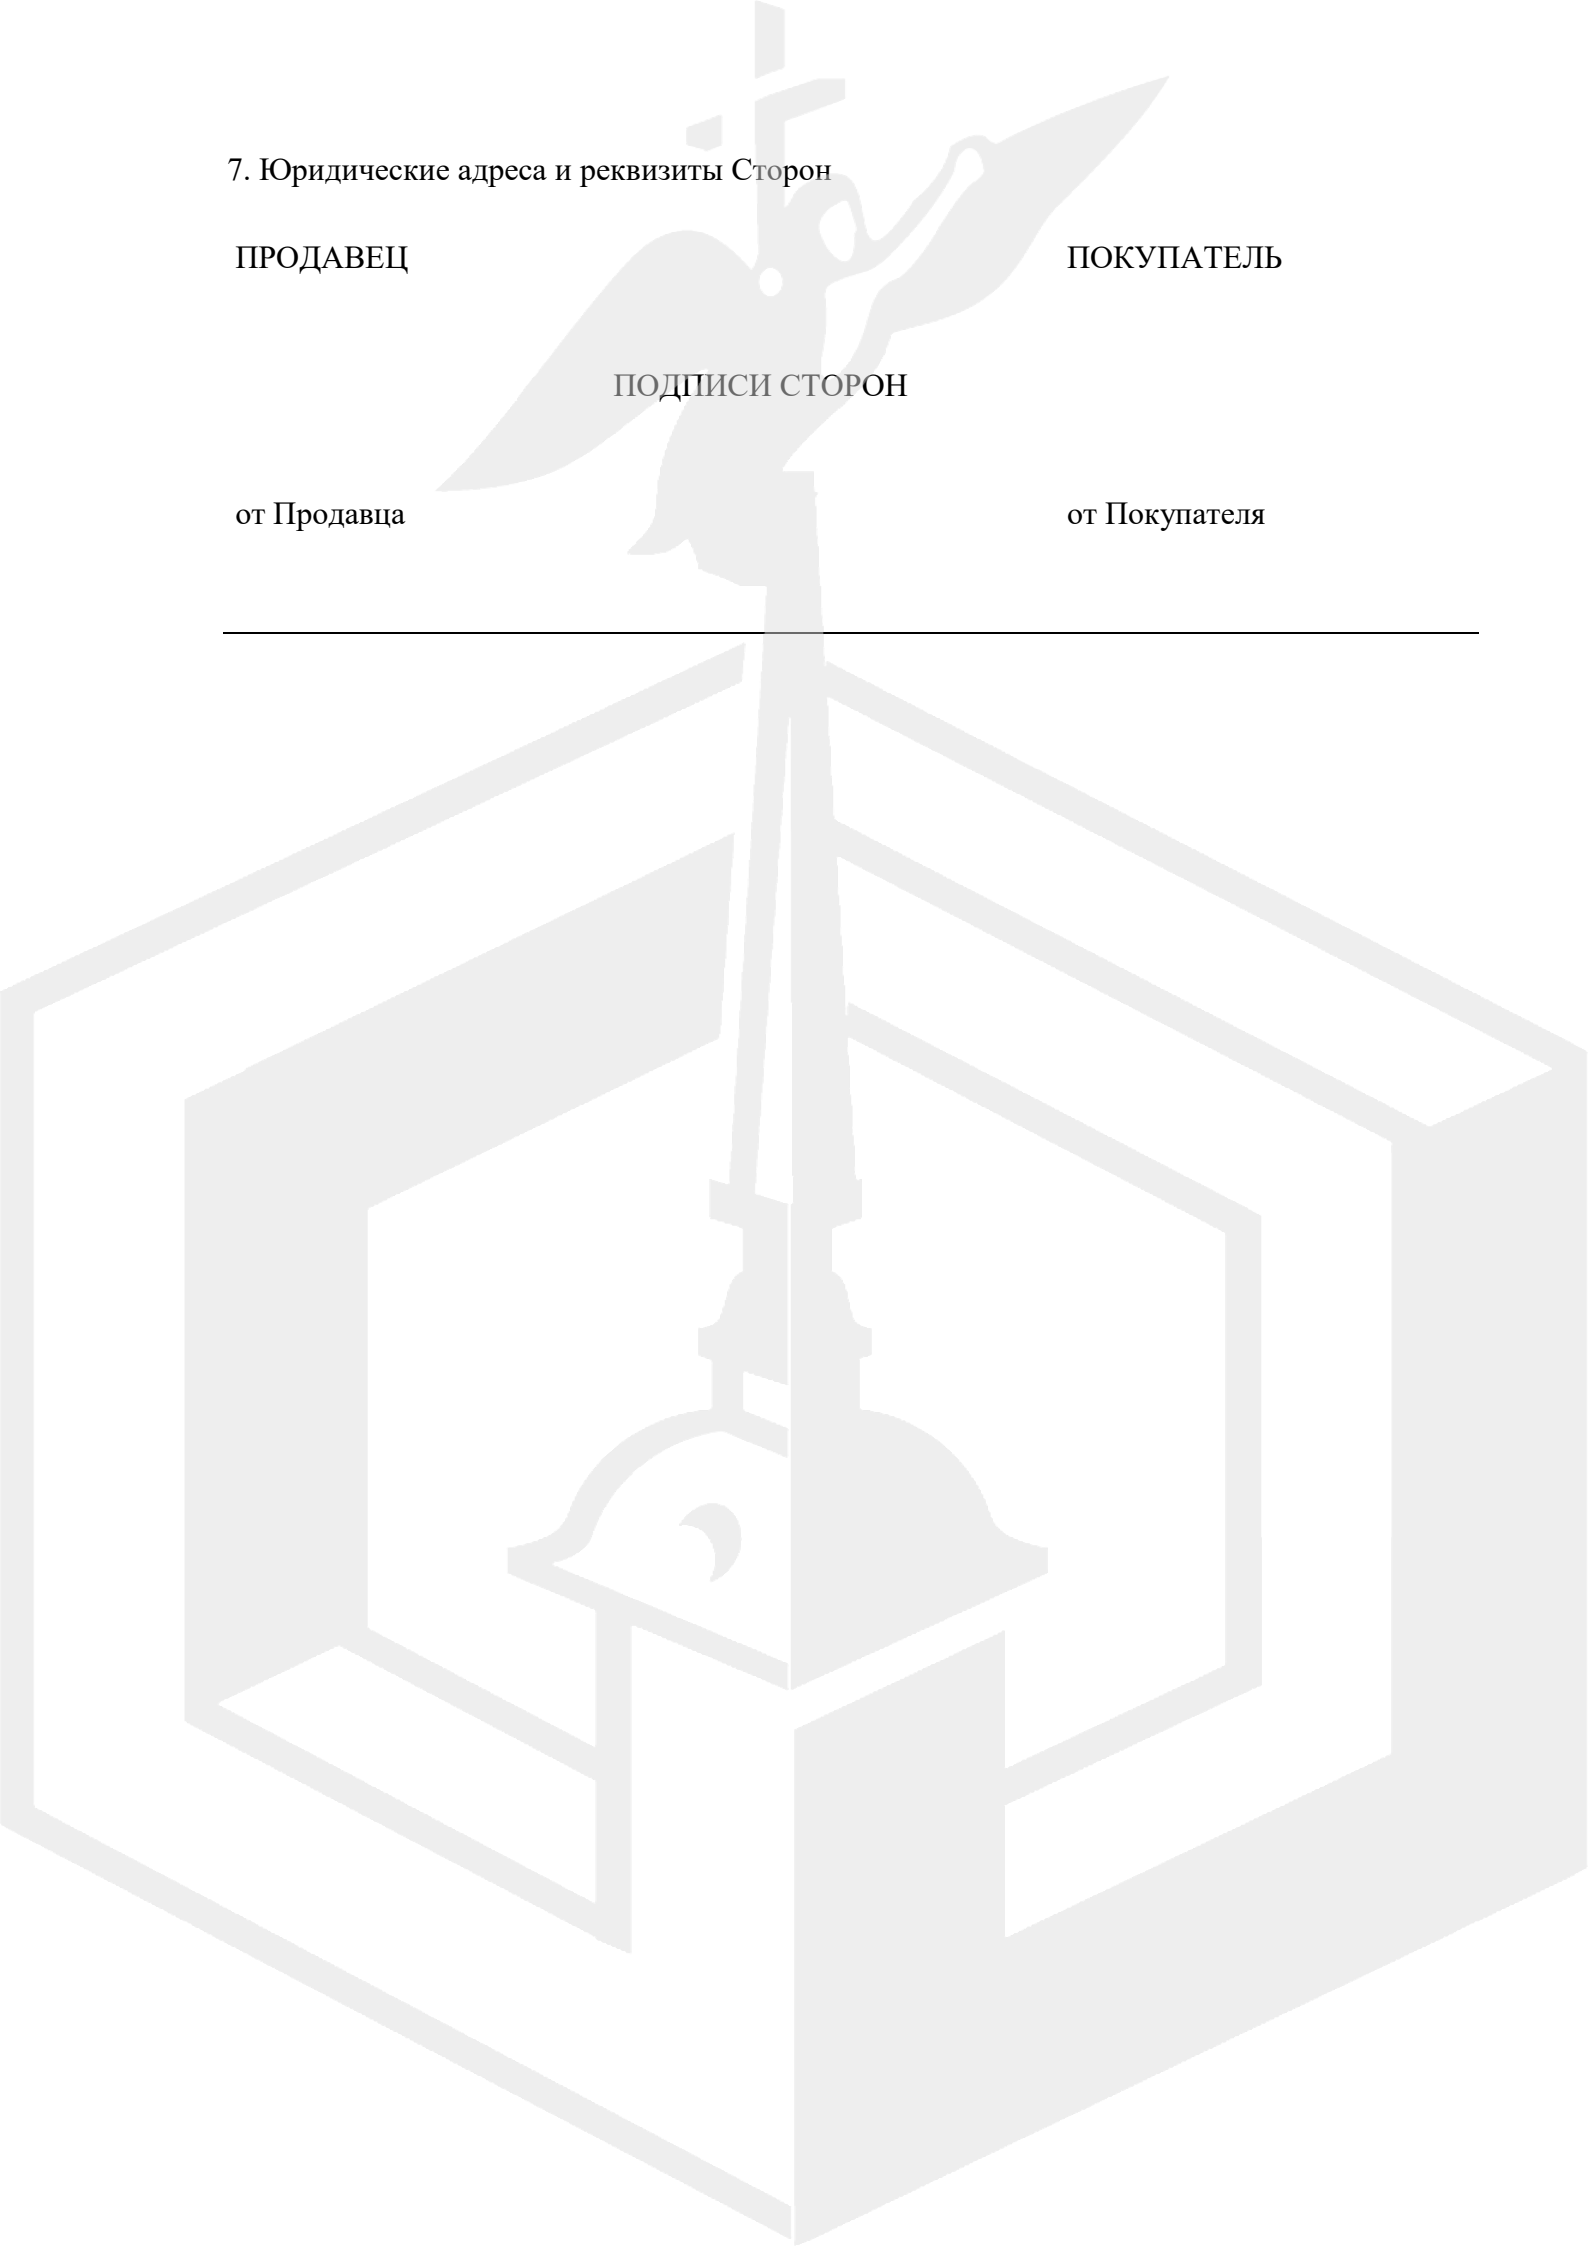 7. Юридические адреса и реквизиты Сторон
ПРОДАВЕЦ ПОКУПАТЕЛЬ
ПОДПИСИ СТОРОН
от Продавца от Покупателя